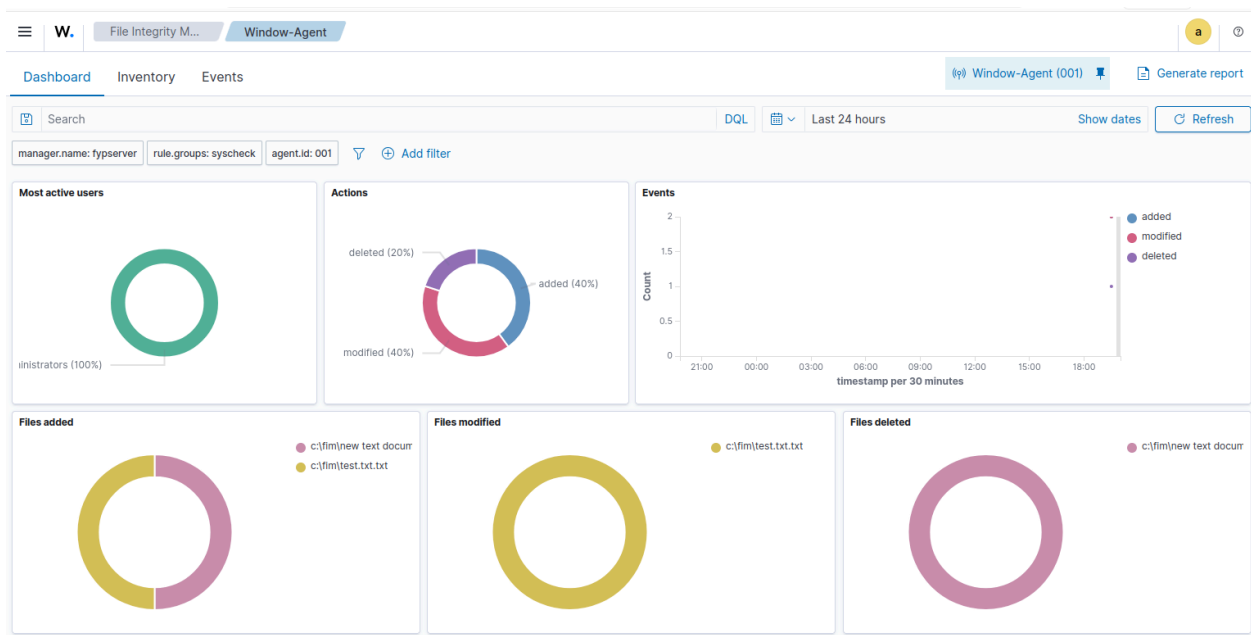 W. File Integrity M... Window-Agent a
Dashboard Inventory Events Window-Agent (001) Generate report
Search DQL Last 24 hours Show dates Refresh
manager.name: fypserver rule.groups: syscheck agent.id: 001 Add filter
Most active users
inistrators (100%)
Actions
deleted (20%)
added (40%)
modified (40%)
Events
2
1.5
1
0.5
0
Count
21:00 00:00 03:00 06:00 09:00 12:00 15:00 18:00
timestamp per 30 minutes
added
modified
deleted
Files added
c:\fim\new text docum
c:\fim\test.txt.txt
Files modified
c:\fim\test.txt.txt
Files deleted
c:\fim\new text docum